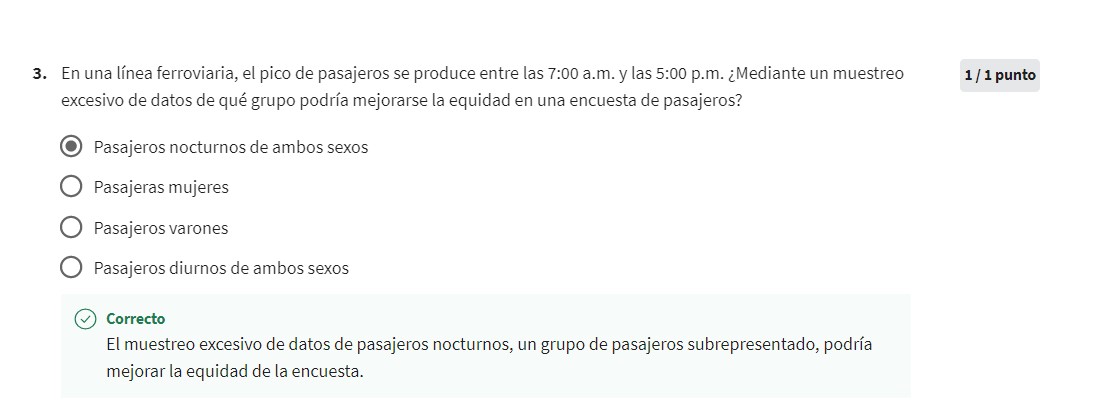 3. En una línea ferroviaria, el pico de pasajeros se produce entre las 7:00 a.m. y las 5:00 p.m. ¿Mediante un muestreo
1 / 1 punto
excesivo de datos de qué grupo podría mejorarse la equidad en una encuesta de pasajeros?
Pasajeros nocturnos de ambos sexos
Pasajeras mujeres
Pasajeros varones
Pasajeros diurnos de ambos sexos
Correcto
El muestreo excesivo de datos de pasajeros nocturnos, un grupo de pasajeros subrepresentado, podría
mejorar la equidad de la encuesta.